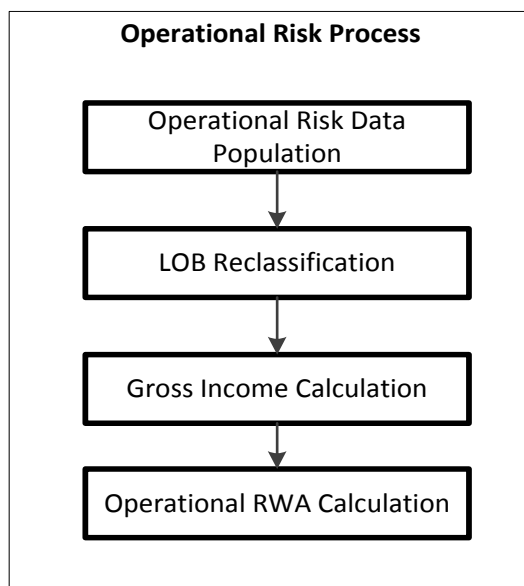 Operational Risk Process
Operational Risk Data
Population
LOB Reclassification
Gross Income Calculation
Operational RWA Calculation